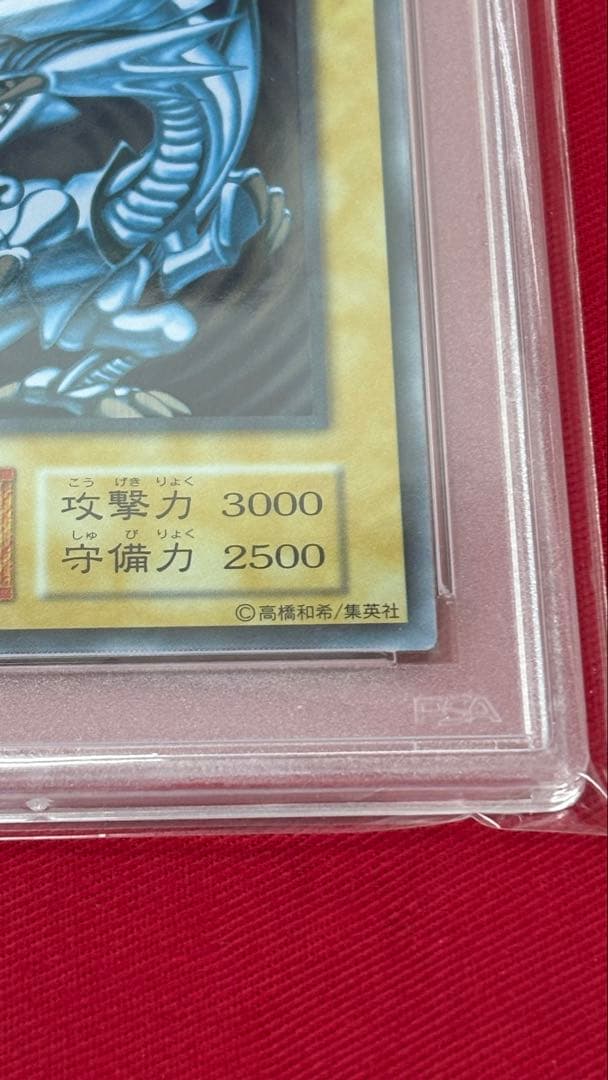 こう げき りょく
攻撃力 3000
しゅ び りょく
守備力 2500
©高橋和希/集英社
PSA